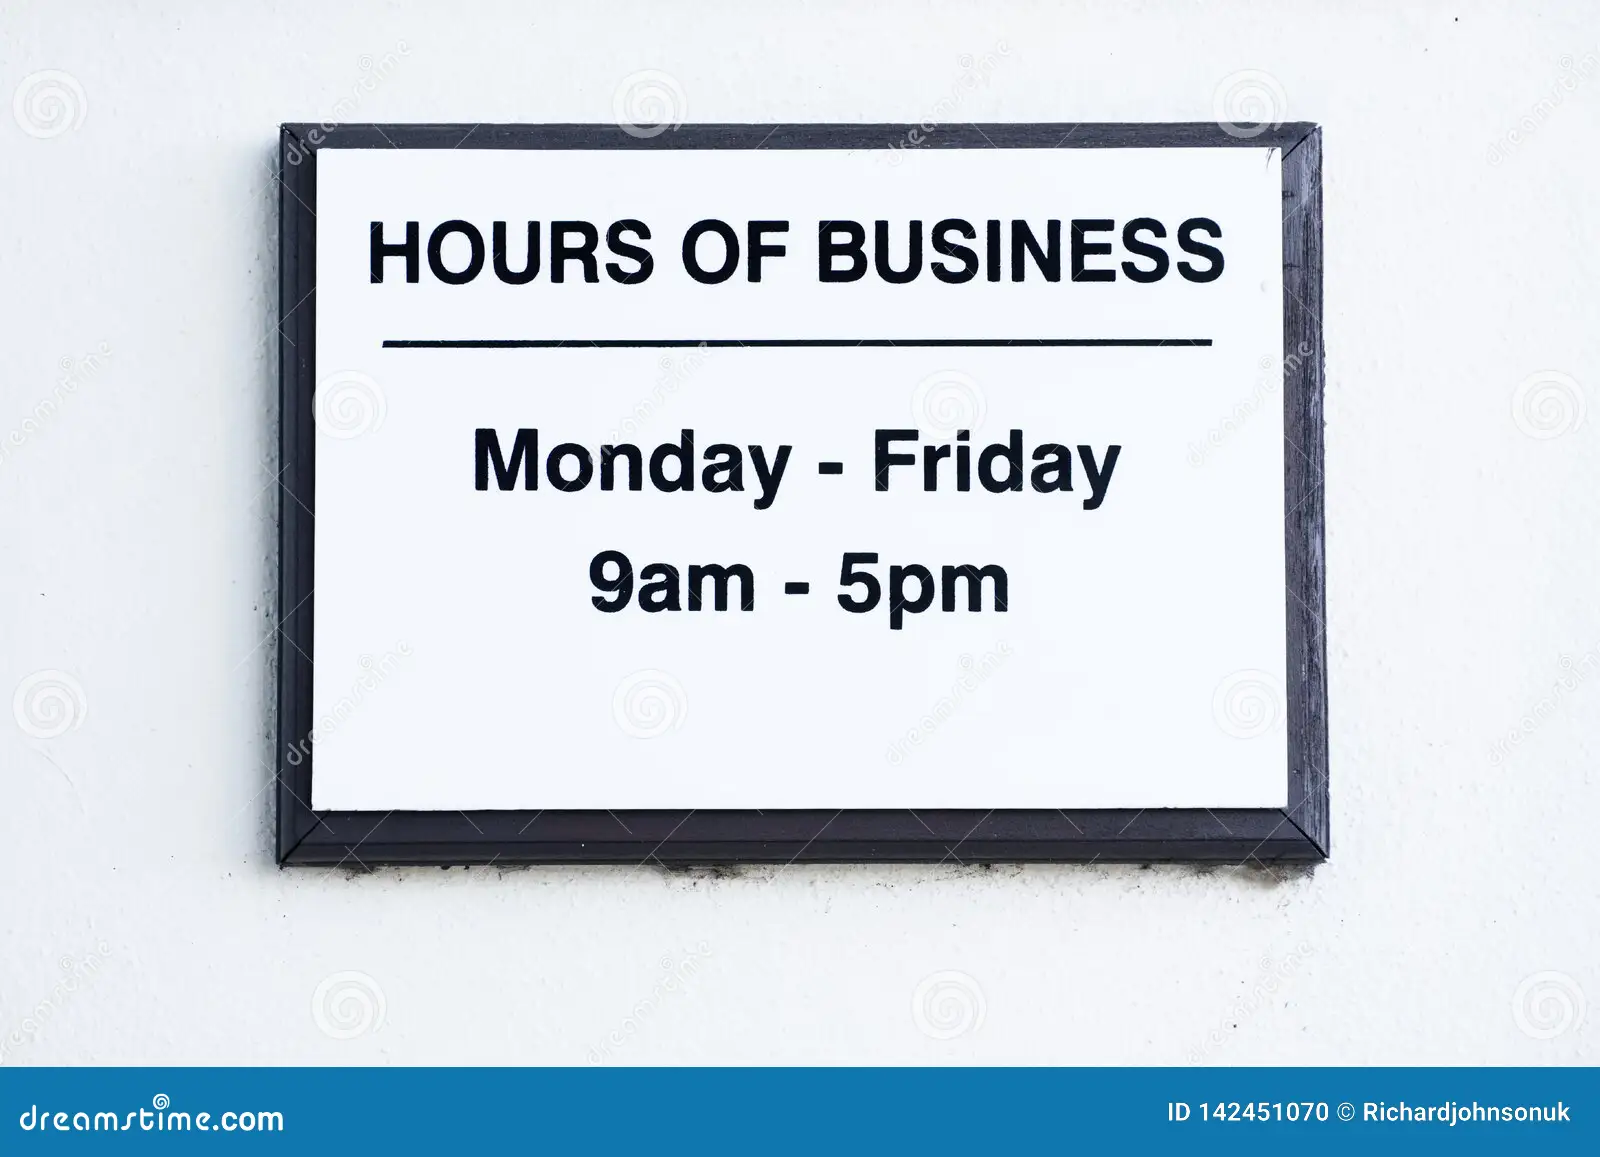 HOURS OF BUSINESS
Monday - Friday
9am - 5pm
dreamstime.com
ID 142451070 © Richardjohnsonuk